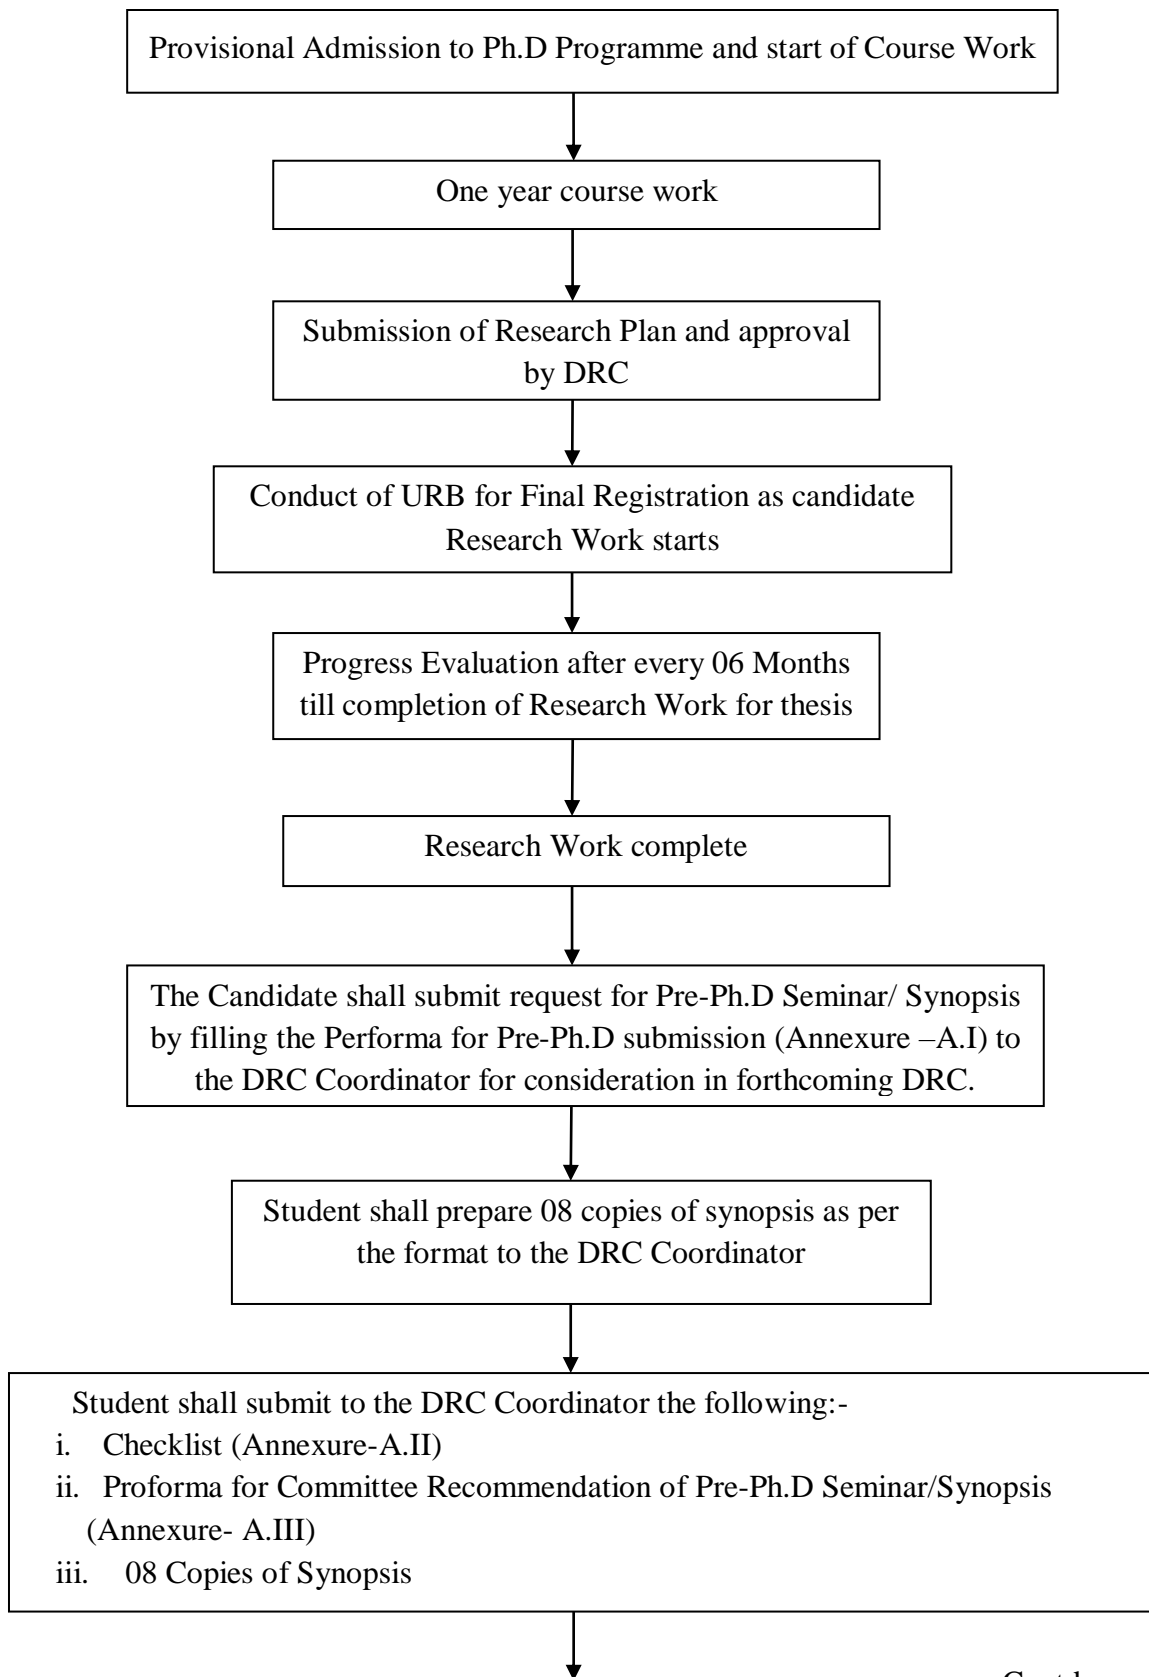 Provisional Admission to Ph.D Programme and start of Course Work
One year course work
Submission of Research Plan and approval
by DRC
Conduct of URB for Final Registration as candidate
Research Work starts
Progress Evaluation after every 06 Months
till completion of Research Work for thesis
Research Work complete
The Candidate shall submit request for Pre-Ph.D Seminar/ Synopsis
by filling the Performa for Pre-Ph.D submission (Annexure –A.I) to
the DRC Coordinator for consideration in forthcoming DRC.
Student shall prepare 08 copies of synopsis as per
the format to the DRC Coordinator
Student shall submit to the DRC Coordinator the following:-
i. Checklist (Annexure-A.II)
ii. Proforma for Committee Recommendation of Pre-Ph.D Seminar/Synopsis
(Annexure- A.III)
iii. 08 Copies of Synopsis